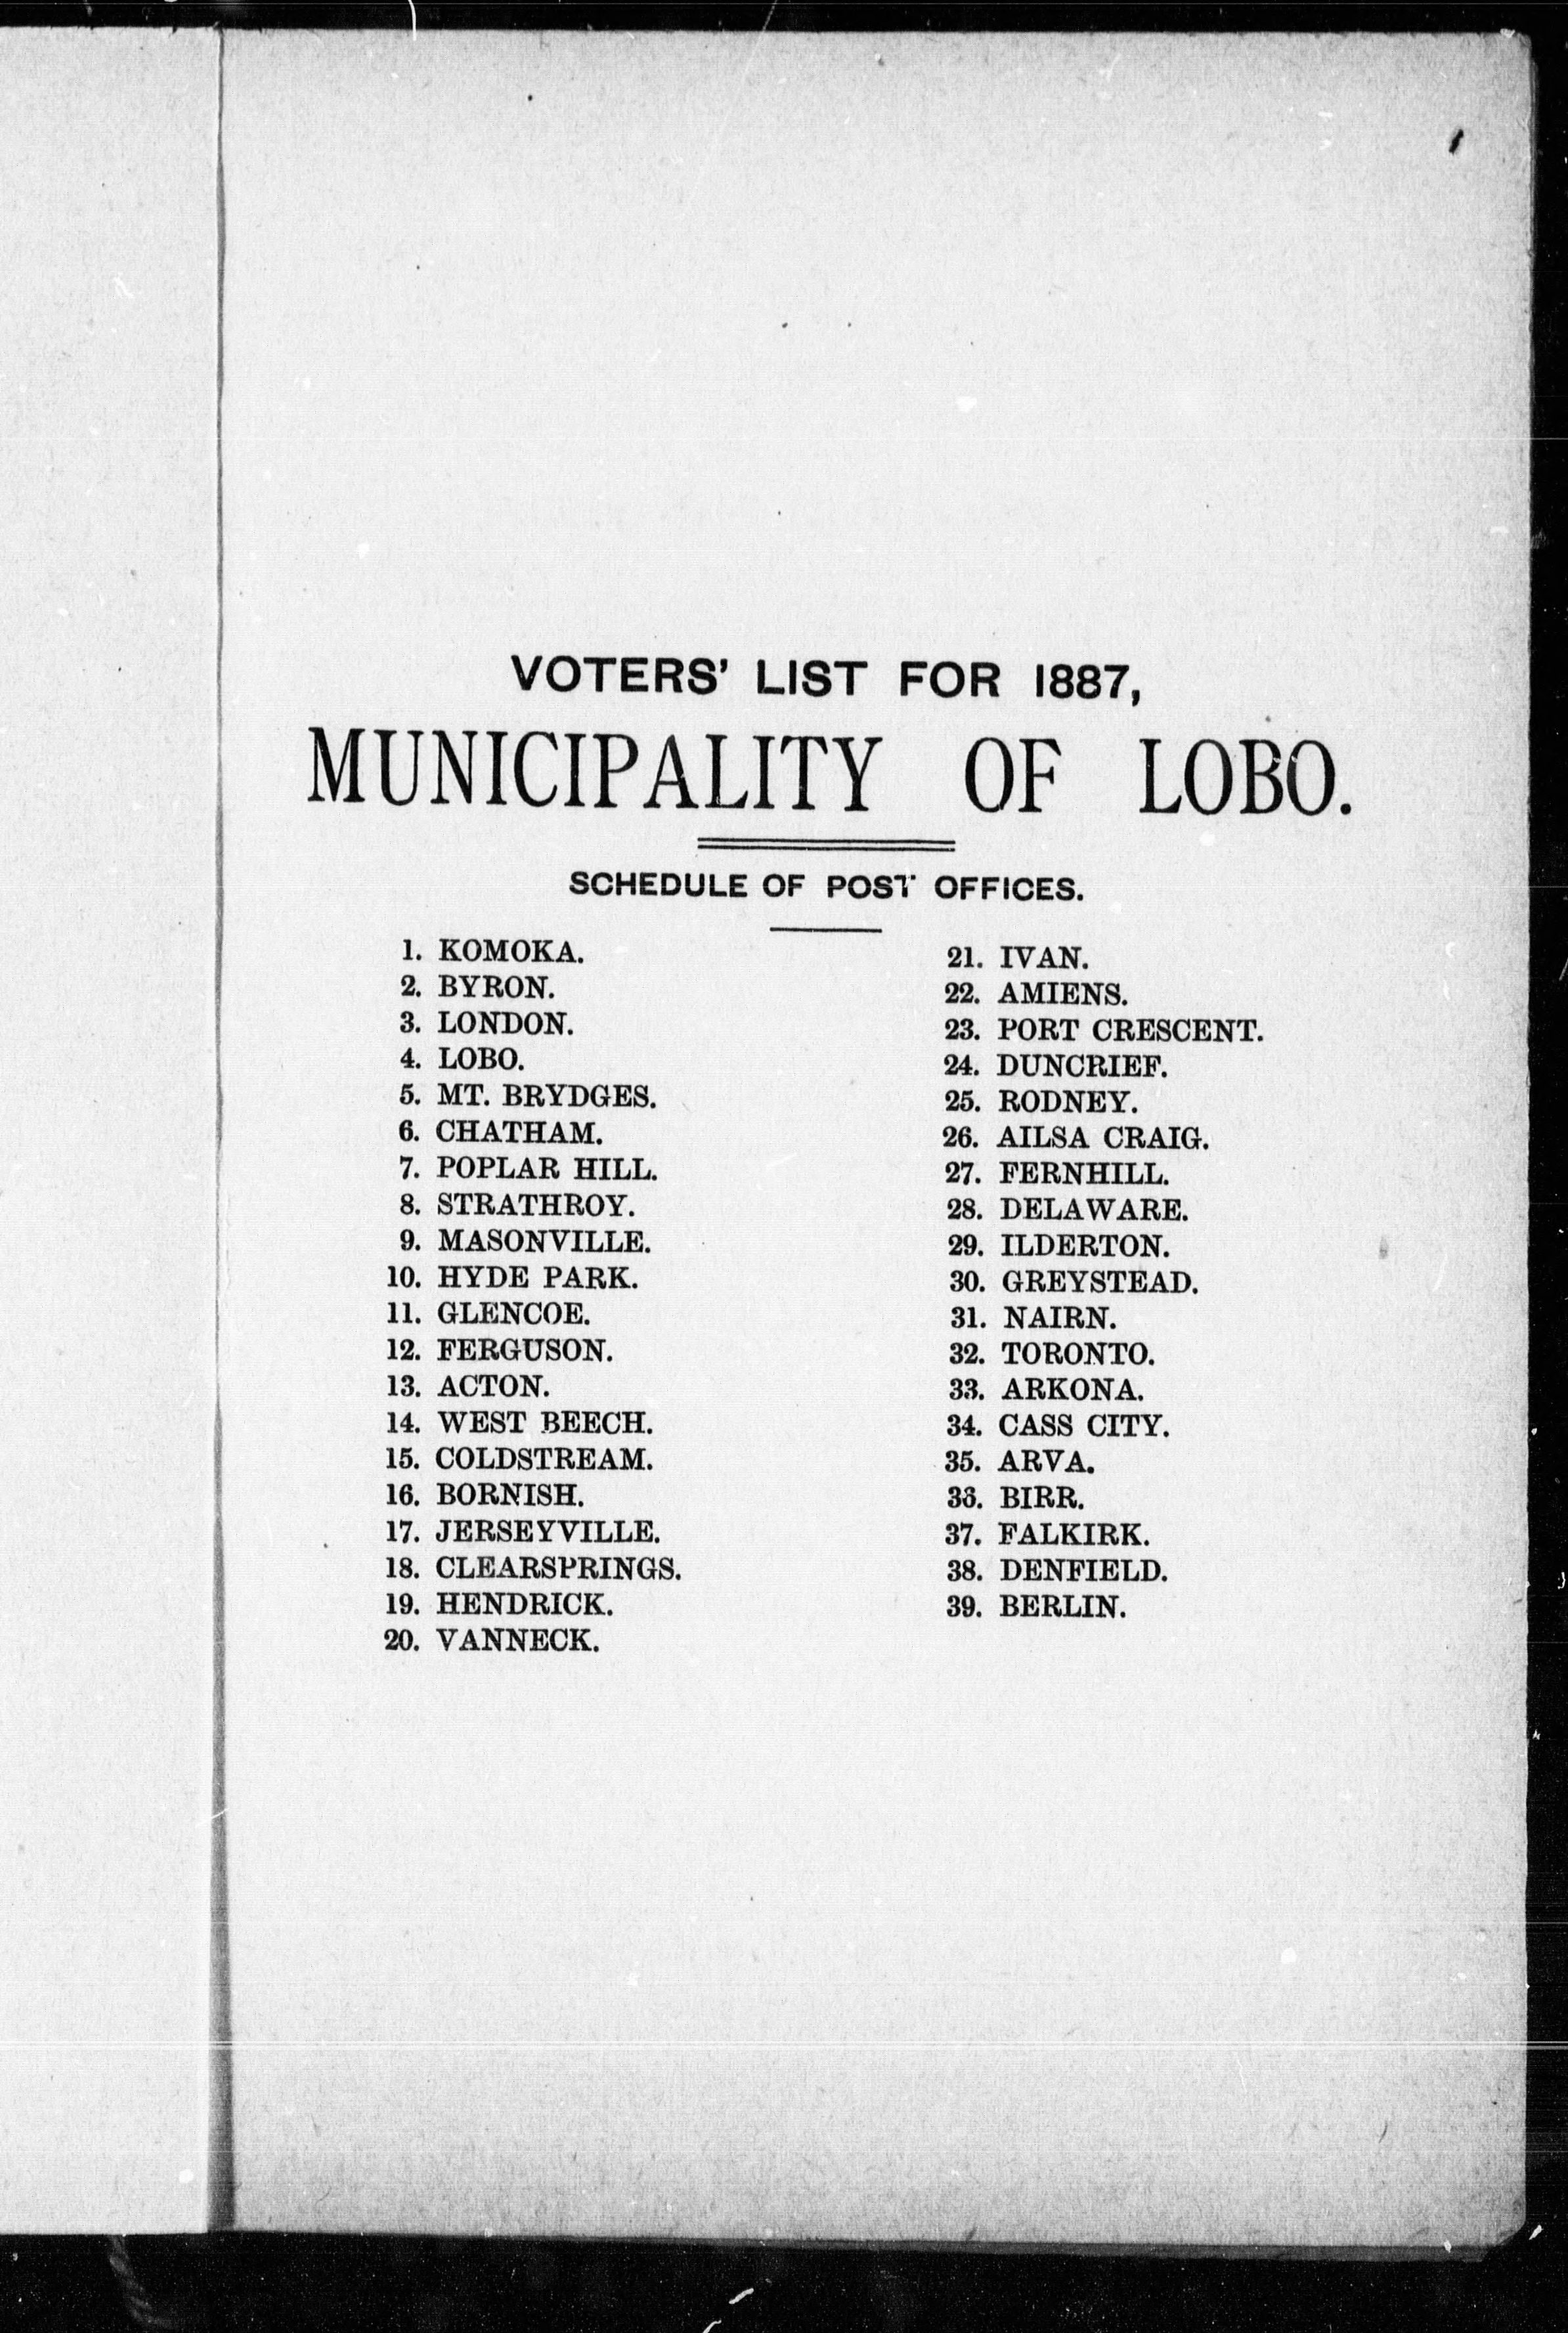 VOTERS' LIST FOR 1887,
MUNICIPALITY OF LOBO.
SCHEDULE OF POST OFFICES.
1. KOMOKA.
2. BYRON.
3. LONDON.
4. LOBO.
5. MT. BRYDGES.
6. CHATHAM.
7. POPLAR HILL.
8. STRATHROY.
9. MASONVILLE.
10. HYDE PARK.
11. GLENCOE.
12. FERGUSON.
13. ACTON.
14. WEST BEECH.
15. COLDSTREAM.
16. BORNISH.
17. JERSEYVILLE.
18. CLEARSPRINGS.
19. HENDRICK.
20. VANNECK.
21. IVAN.
22. AMIENS.
23. PORT CRESCENT.
24. DUNCRIEF.
25. RODNEY.
26. AILSA CRAIG.
27. FERNHILL.
28. DELAWARE.
29. ILDERTON.
30. GREYSTEAD.
31. NAIRN.
32. TORONTO.
33. ARKONA.
34. CASS CITY.
35. ARVA.
36. BIRR.
37. FALKIRK.
38. DENFIELD.
39. BERLIN.